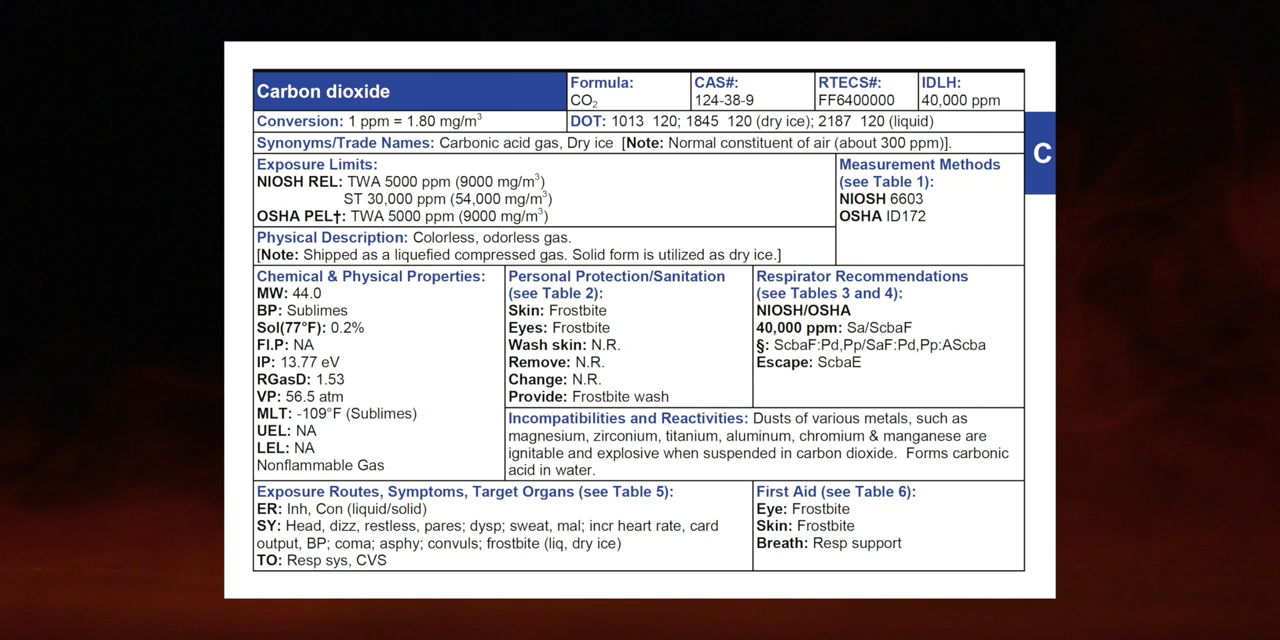 Carbon dioxide
Formula:
CO₂
CAS#:
124-38-9
RTECS#:
FF6400000
IDLH:
40,000 ppm
Conversion: 1 ppm = 1.80 mg/m³
DOT: 1013 120; 1845 120 (dry ice); 2187 120 (liquid)
Synonyms/Trade Names: Carbonic acid gas, Dry ice [Note: Normal constituent of air (about 300 ppm)].
C
Exposure Limits:
NIOSH REL: TWA 5000 ppm (9000 mg/m³)
ST 30,000 ppm (54,000 mg/m³)
OSHA PEL†: TWA 5000 ppm (9000 mg/m³)
Measurement Methods
(see Table 1):
NIOSH 6603
OSHA ID172
Physical Description: Colorless, odorless gas.
[Note: Shipped as a liquefied compressed gas. Solid form is utilized as dry ice.]
Chemical & Physical Properties:
MW: 44.0
BP: Sublimes
Sol(77°F): 0.2%
Fl.P: NA
IP: 13.77 eV
RGasD: 1.53
VP: 56.5 atm
MLT: -109°F (Sublimes)
UEL: NA
LEL: NA
Nonflammable Gas
Personal Protection/Sanitation
(see Table 2):
Skin: Frostbite
Eyes: Frostbite
Wash skin: N.R.
Remove: N.R.
Change: N.R.
Provide: Frostbite wash
Respirator Recommendations
(see Tables 3 and 4):
NIOSH/OSHA
40,000 ppm: Sa/ScbaF
§: ScbaF:Pd,Pp/SaF:Pd,Pp:AScba
Escape: ScbaE
Incompatibilities and Reactivities: Dusts of various metals, such as
magnesium, zirconium, titanium, aluminum, chromium & manganese are
ignitable and explosive when suspended in carbon dioxide. Forms carbonic
acid in water.
Exposure Routes, Symptoms, Target Organs (see Table 5):
ER: Inh, Con (liquid/solid)
SY: Head, dizz, restless, pares; dysp; sweat, mal; incr heart rate, card
output, BP; coma; asphy; convuls; frostbite (liq, dry ice)
TO: Resp sys, CVS
First Aid (see Table 6):
Eye: Frostbite
Skin: Frostbite
Breath: Resp support